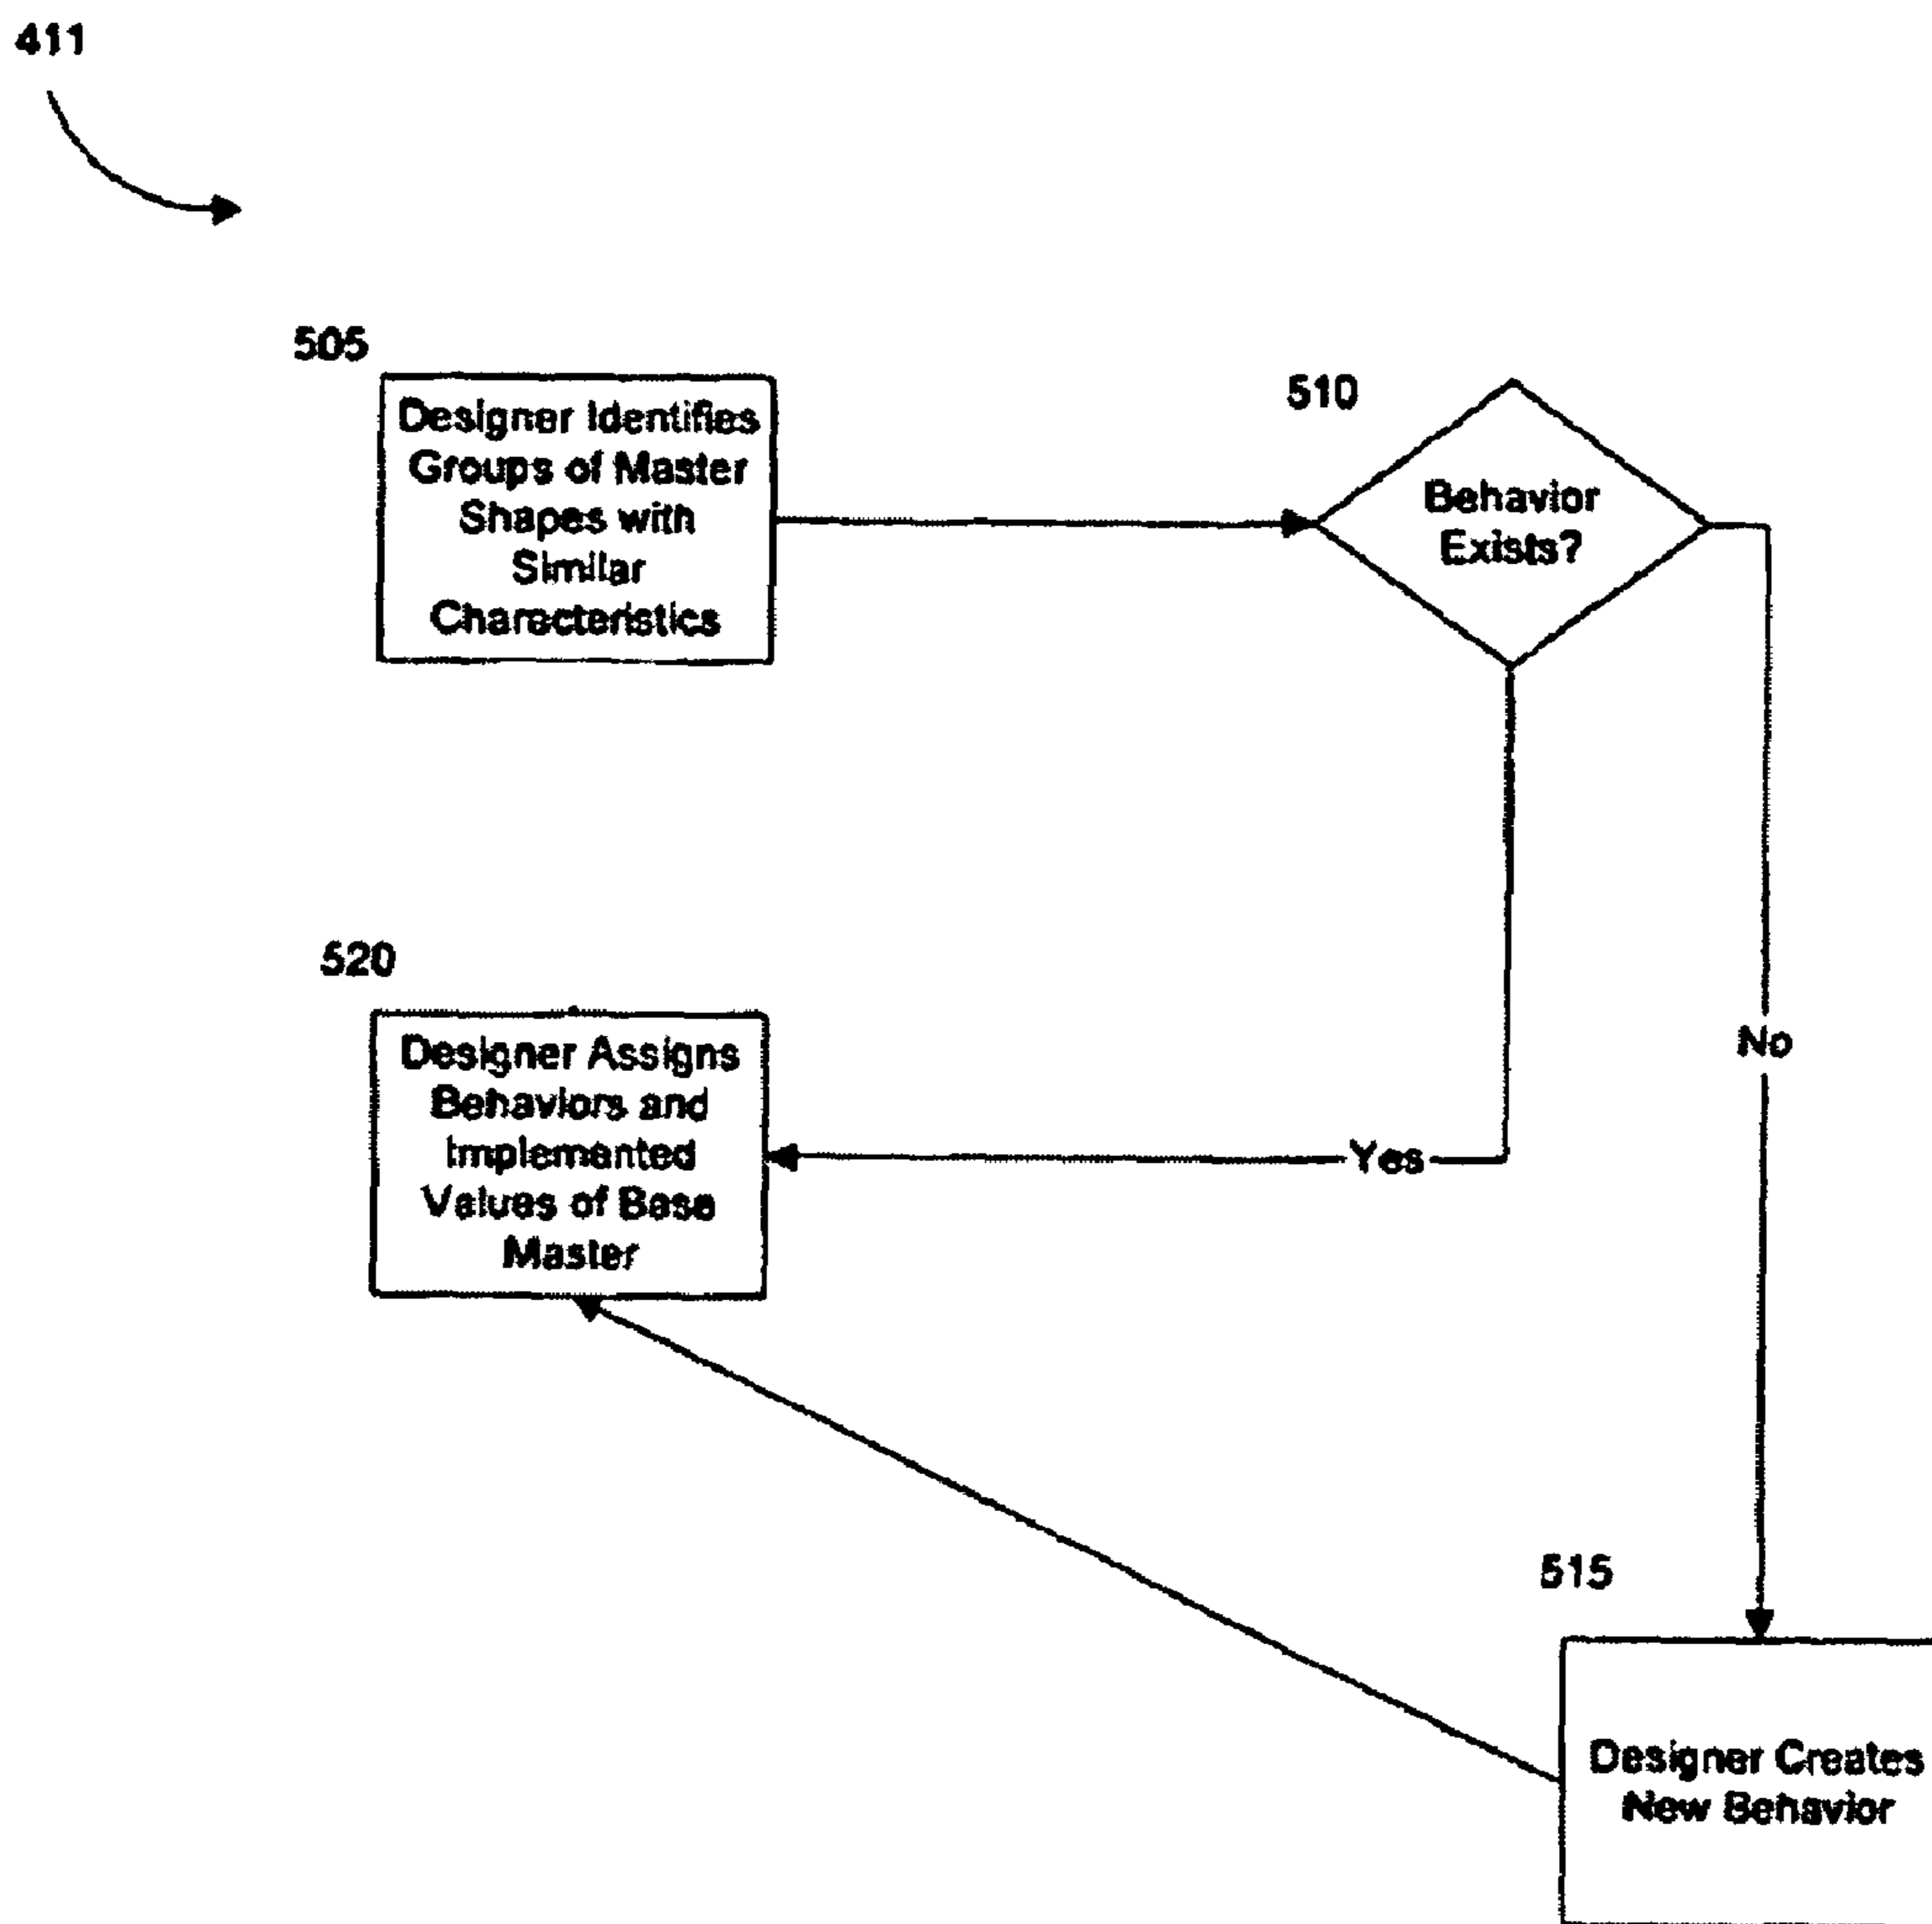 411
505
Designer Identifies
Groups of Master
Shapes with
Similar
Characteristics
510
Behavior
Exists?
520
Designer Assigns
Behaviors and
Implemented
Values of Base
Master
Yes
No
515
Designer Creates
New Behavior